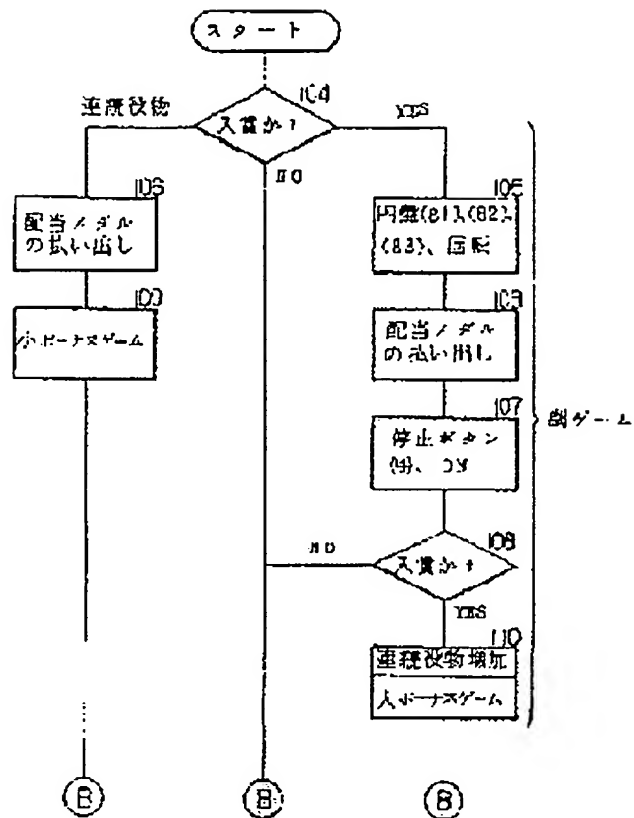 スタート
104
連続役物
入賞か?
YES
NO
106
配当メダル
の払い出し
105
円盤(81),(82),
(83)、回転
109
小ボーナスゲーム
配当メダル
の払い出し
107
停止ボタン
副ゲーム
108
NO
入賞か?
YES
110
連続役物
大ボーナスゲーム
B
B
B